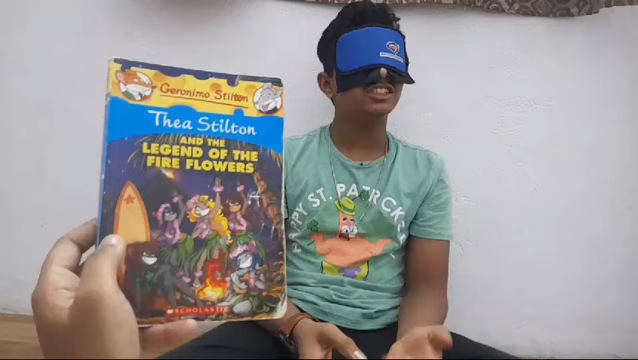 Geronimo Stilton
Thea Stilton
AND THE
LEGEND OF THE
FIRE FLOWERS
SCHOLASTIC
HAPPY ST. PATRICK'S